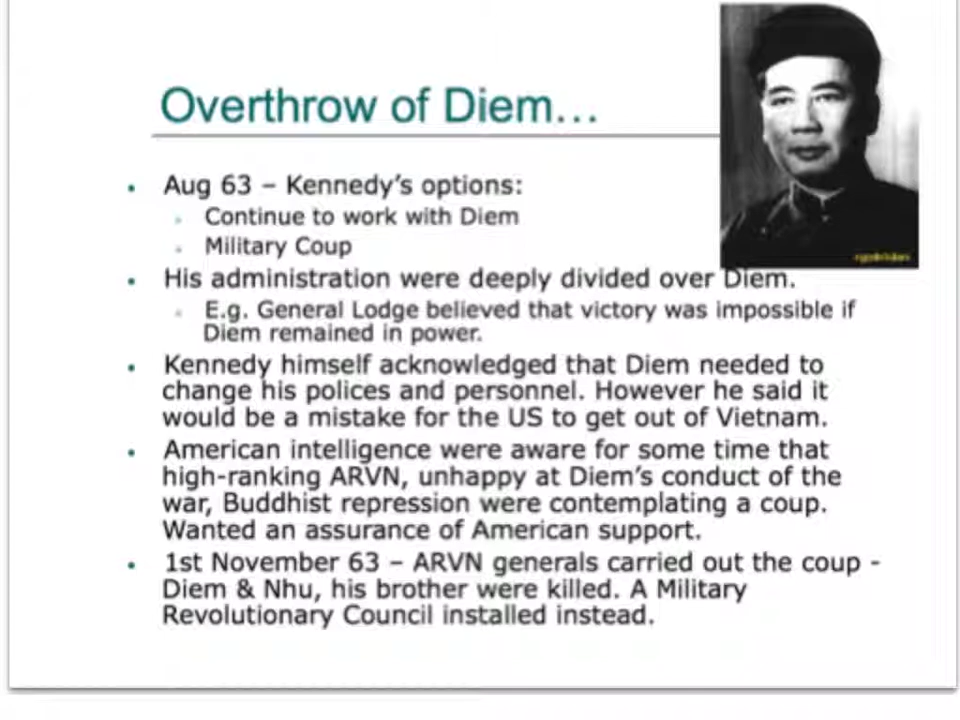 Overthrow of Diem...
• Aug 63 – Kennedy's options:
Continue to work with Diem
Military Coup
• His administration were deeply divided over Diem.
E.g. General Lodge believed that victory was impossible if
Diem remained in power.
• Kennedy himself acknowledged that Diem needed to
change his polices and personnel. However he said it
would be a mistake for the US to get out of Vietnam.
• American intelligence were aware for some time that
high-ranking ARVN, unhappy at Diem's conduct of the
war, Buddhist repression were contemplating a coup.
Wanted an assurance of American support.
• 1st November 63 – ARVN generals carried out the coup -
Diem & Nhu, his brother were killed. A Military
Revolutionary Council installed instead.